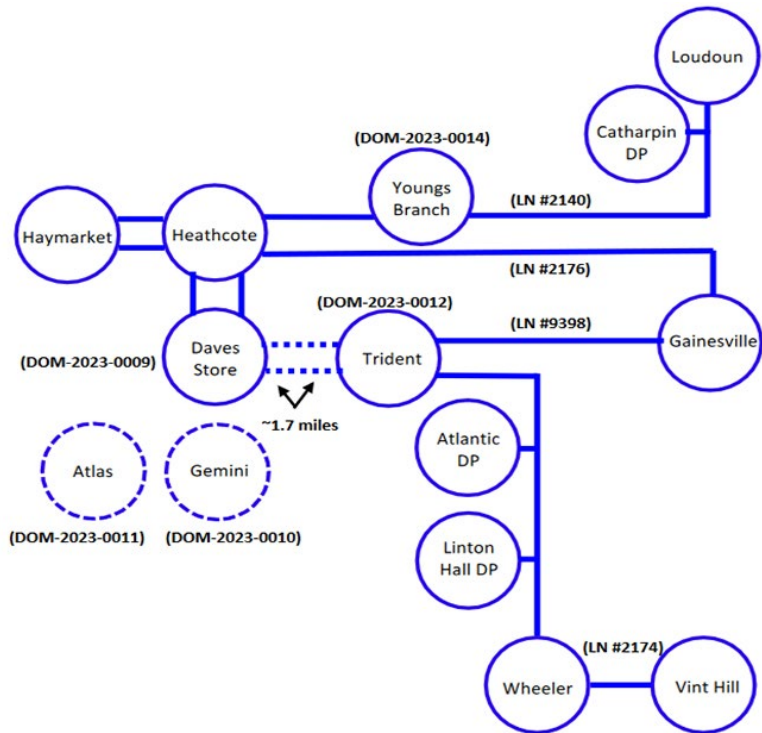 Loudoun
Catharpin
DP
(DOM-2023-0014)
Youngs
Branch
(LN #2140)
Haymarket
Heathcote
(LN #2176)
(DOM-2023-0012)
(LN #9398)
(DOM-2023-0009)
Daves
Store
Trident
Gainesville
~1.7 miles
Atlas
Gemini
(DOM-2023-0011)
(DOM-2023-0010)
Atlantic
DP
Linton
Hall DP
(LN #2174)
Wheeler
Vint Hill